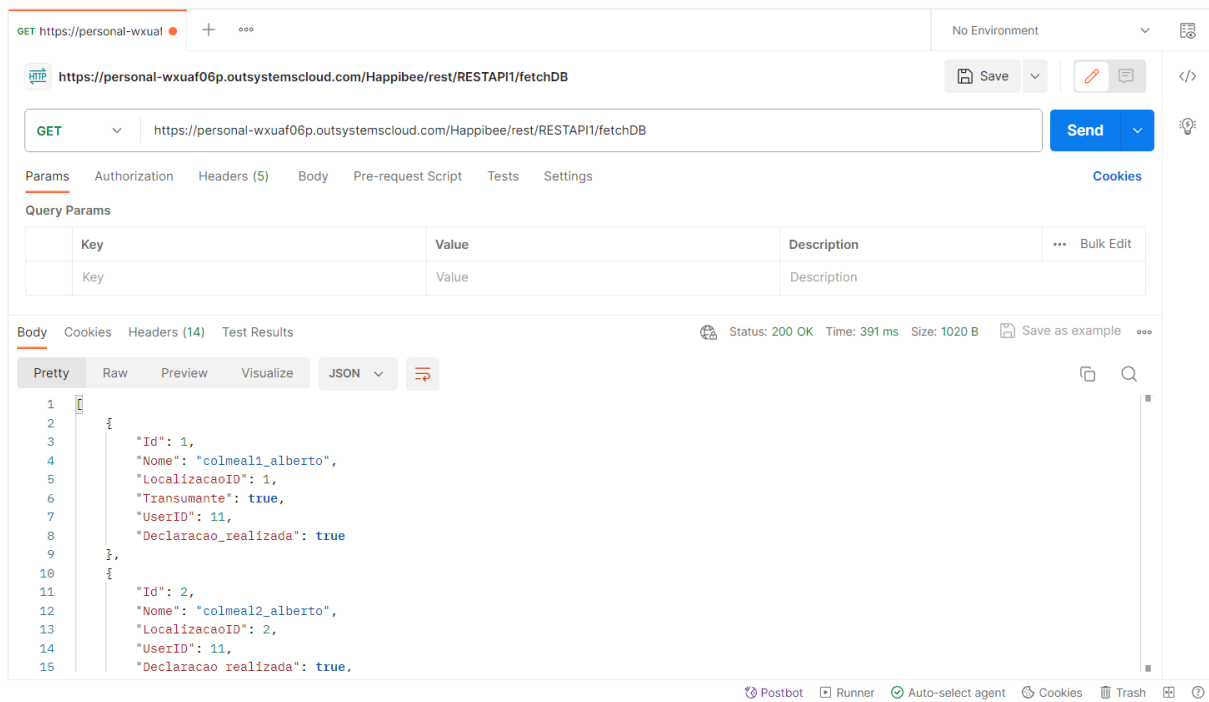 GET https://personal-wxuaf No Environment
HTTP https://personal-wxuaf06p.outsystemscloud.com/Happibee/rest/RESTAPI1/fetchDB Save </>
GET https://personal-wxuaf06p.outsystemscloud.com/Happibee/rest/RESTAPI1/fetchDB Send
Params Authorization Headers (5) Body Pre-request Script Tests Settings Cookies
Query Params
Key Value Description Bulk Edit
Key Value Description
Body Cookies Headers (14) Test Results Status: 200 OK Time: 391 ms Size: 1020 B Save as example
Pretty Raw Preview Visualize JSON
1 [
2 {
3 "Id": 1,
4 "Nome": "colmeal1_alberto",
5 "LocalizacaoID": 1,
6 "Transumante": true,
7 "UserID": 11,
8 "Declaracao_realizada": true
9 },
10 {
11 "Id": 2,
12 "Nome": "colmeal2_alberto",
13 "LocalizacaoID": 2,
14 "UserID": 11,
15 "Declaracao_realizada": true,
Postbot Runner Auto-select agent Cookies Trash